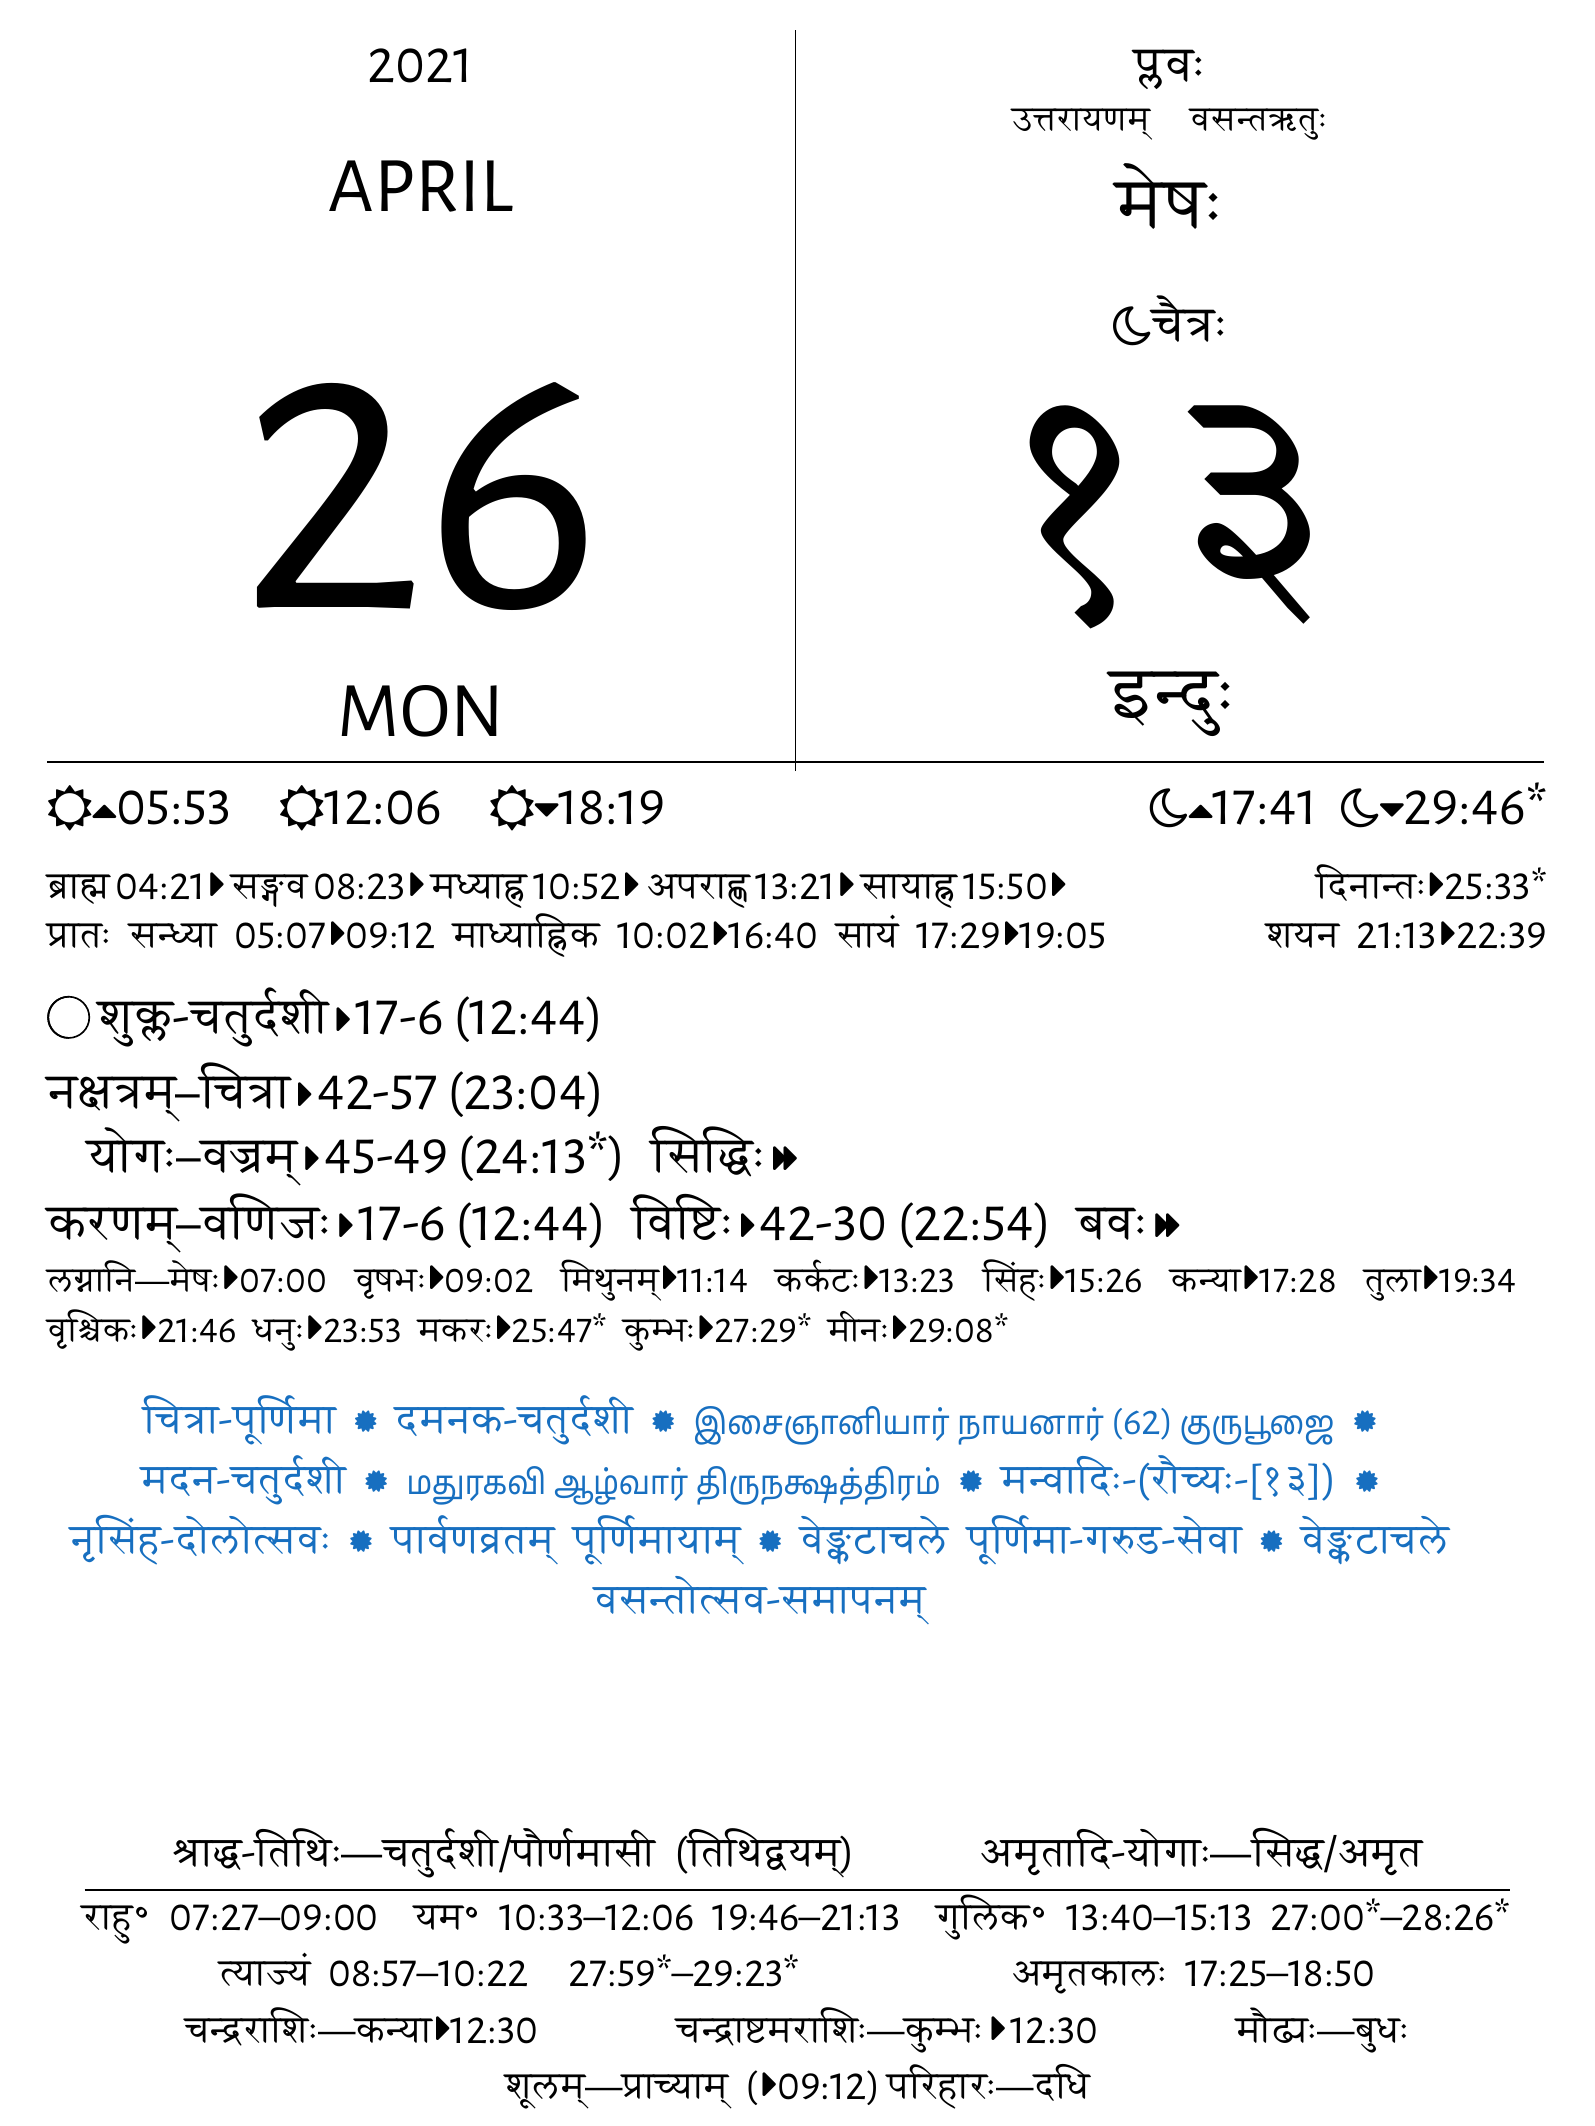 2021
APRIL
26
MON
प्लवः
उत्तरायणम् वसन्तऋतुः
मेषः
चैत्रः
१३
इन्दुः
05:53 12:06 18:19 17:41 29:46*
ब्राह्म 04:21 सङ्गव 08:23 मध्याह्न 10:52 अपराह्ण 13:21 सायाह्न 15:50 दिनान्तः 25:33*
प्रातः सन्ध्या 05:07 09:12 माध्याह्निक 10:02 16:40 सायं 17:29 19:05 शयन 21:13 22:39
शुक्ल-चतुर्दशी 17-6 (12:44)
नक्षत्रम्–चित्रा 42-57 (23:04)
योगः–वज्रम् 45-49 (24:13*) सिद्धिः
करणम्–वणिजः 17-6 (12:44) विष्टिः 42-30 (22:54) बवः
लग्नानि—मेषः 07:00 वृषभः 09:02 मिथुनम् 11:14 कर्कटः 13:23 सिंहः 15:26 कन्या 17:28 तुला 19:34
वृश्चिकः 21:46 धनुः 23:53 मकरः 25:47* कुम्भः 27:29* मीनः 29:08*
चित्रा-पूर्णिमा ✹ दमनक-चतुर्दशी ✹ இசைஞானியார் நாயனார் (62) குருபூஜை ✹
मदन-चतुर्दशी ✹ மதுரகவி ஆழ்வார் திருநக்ஷத்திரம் ✹ मन्वादिः-(रौच्यः-[१३]) ✹
नृसिंह-दोलोत्सवः ✹ पार्वणव्रतम् पूर्णिमायाम् ✹ वेङ्कटाचले पूर्णिमा-गरुड-सेवा ✹ वेङ्कटाचले
वसन्तोत्सव-समापनम्
श्राद्ध-तिथिः—चतुर्दशी/पौर्णमासी (तिथिद्वयम्) अमृतादि-योगाः—सिद्ध/अमृत
राहु॰ 07:27–09:00 यम॰ 10:33–12:06 19:46–21:13 गुलिक॰ 13:40–15:13 27:00*–28:26*
त्याज्यं 08:57–10:22 27:59*–29:23* अमृतकालः 17:25–18:50
चन्द्रराशिः—कन्या 12:30 चन्द्राष्टमराशिः—कुम्भः 12:30 मौढ्यः—बुधः
शूलम्—प्राच्याम् ( 09:12) परिहारः—दधि